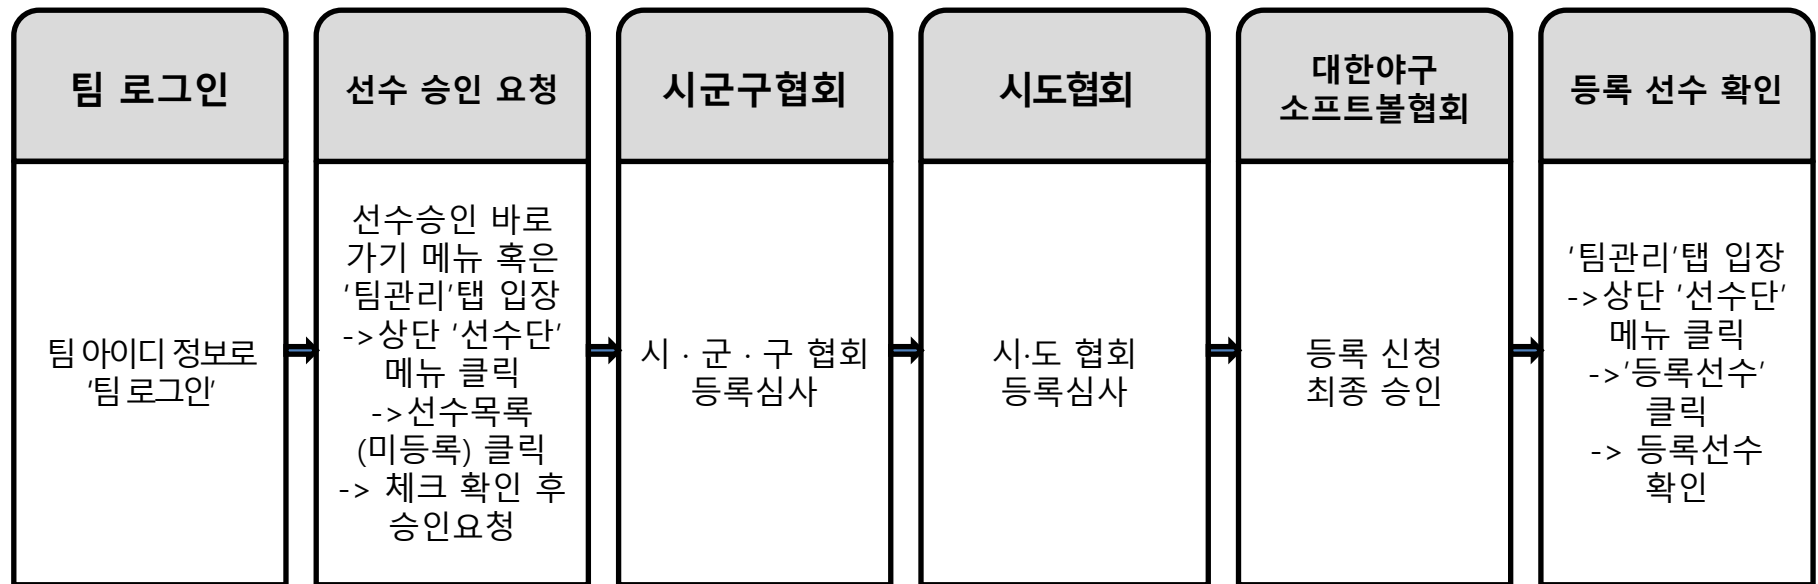 팀 로그인
팀 아이디 정보로
‘팀 로그인’
선수 승인 요청
선수승인 바로
가기 메뉴 혹은
‘팀관리’탭 입장
->상단 ‘선수단’
메뉴 클릭
->선수목록
(미등록) 클릭
-> 체크 확인 후
승인요청
시군구협회
시 · 군 · 구 협회
등록심사
시도협회
시·도 협회
등록심사
대한야구
소프트볼협회
등록 신청
최종 승인
등록 선수 확인
‘팀관리’탭 입장
->상단 ‘선수단’
메뉴 클릭
->‘등록선수’
클릭
-> 등록선수
확인